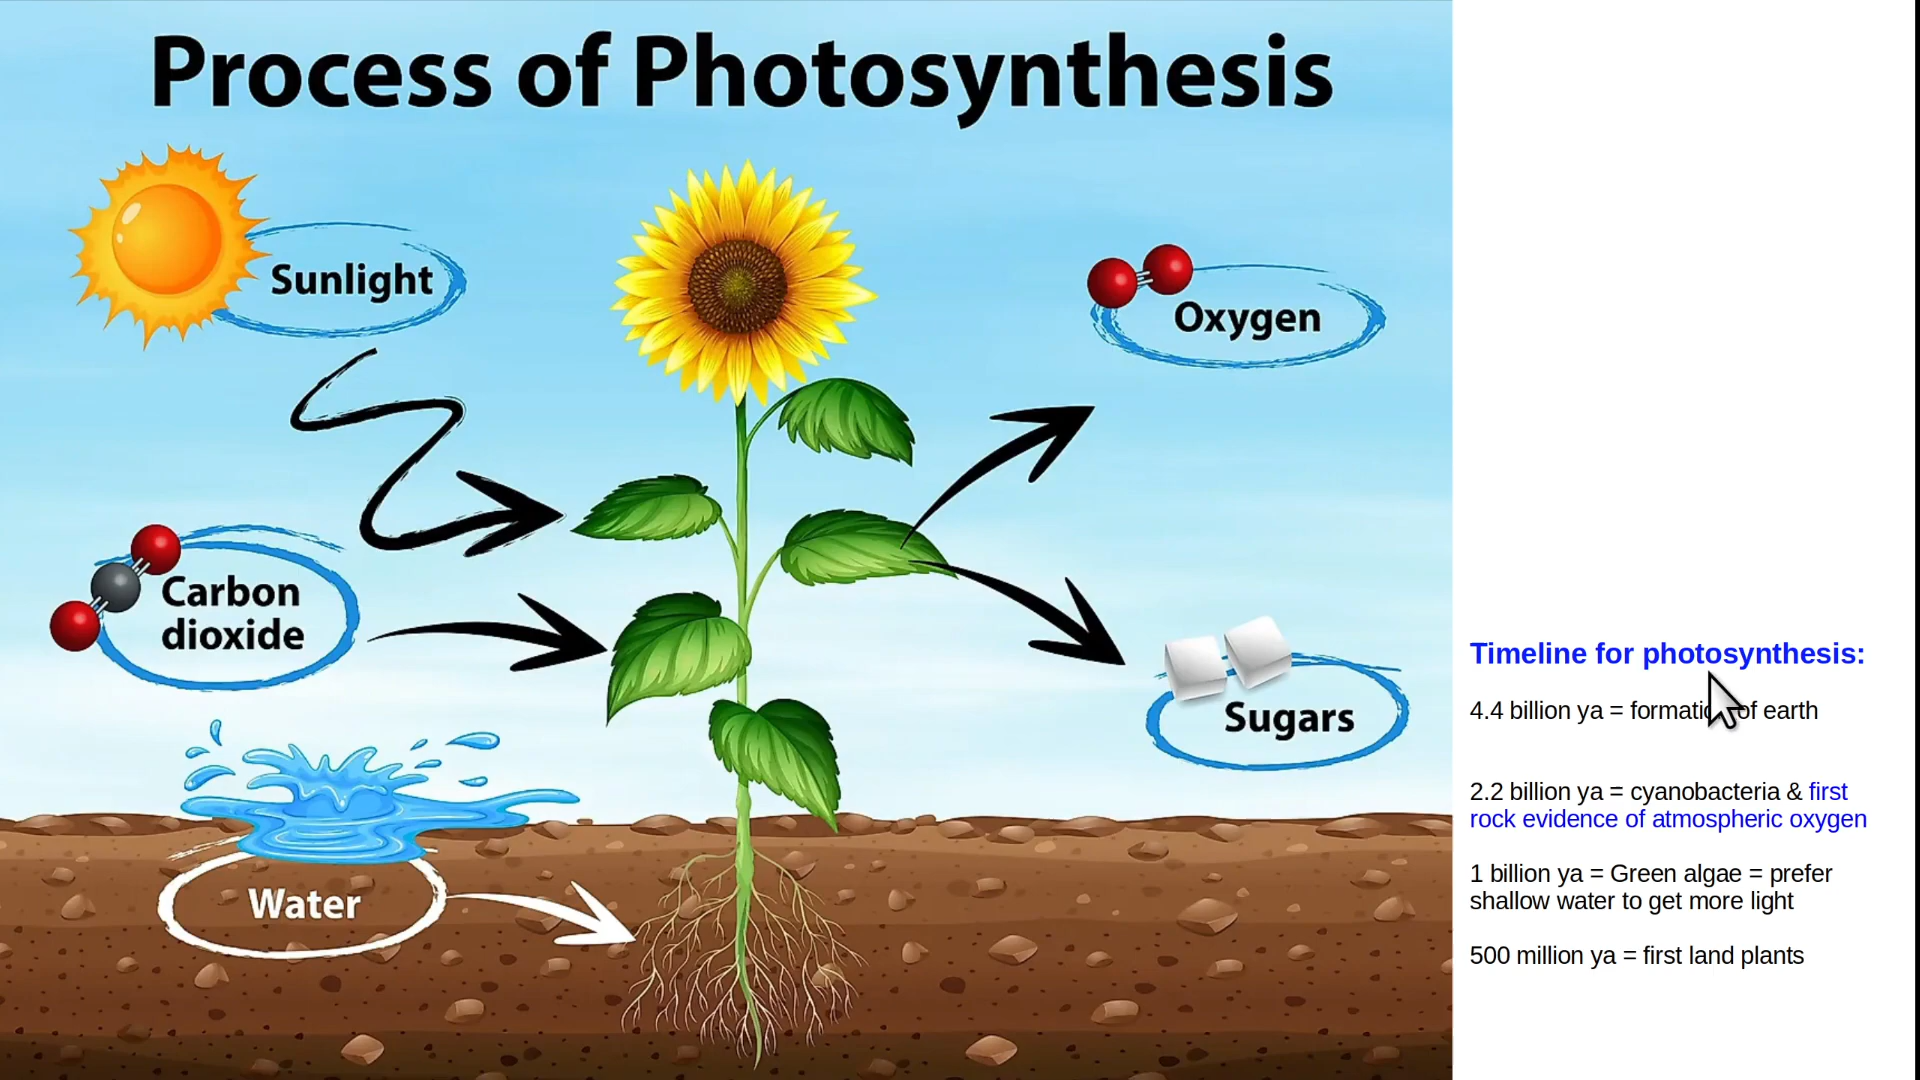 Process of Photosynthesis
Sunlight
Oxygen
Carbon
dioxide
Sugars
Water
Timeline for photosynthesis:
4.4 billion ya = formation of earth
2.2 billion ya = cyanobacteria & first
rock evidence of atmospheric oxygen
1 billion ya = Green algae = prefer
shallow water to get more light
500 million ya = first land plants